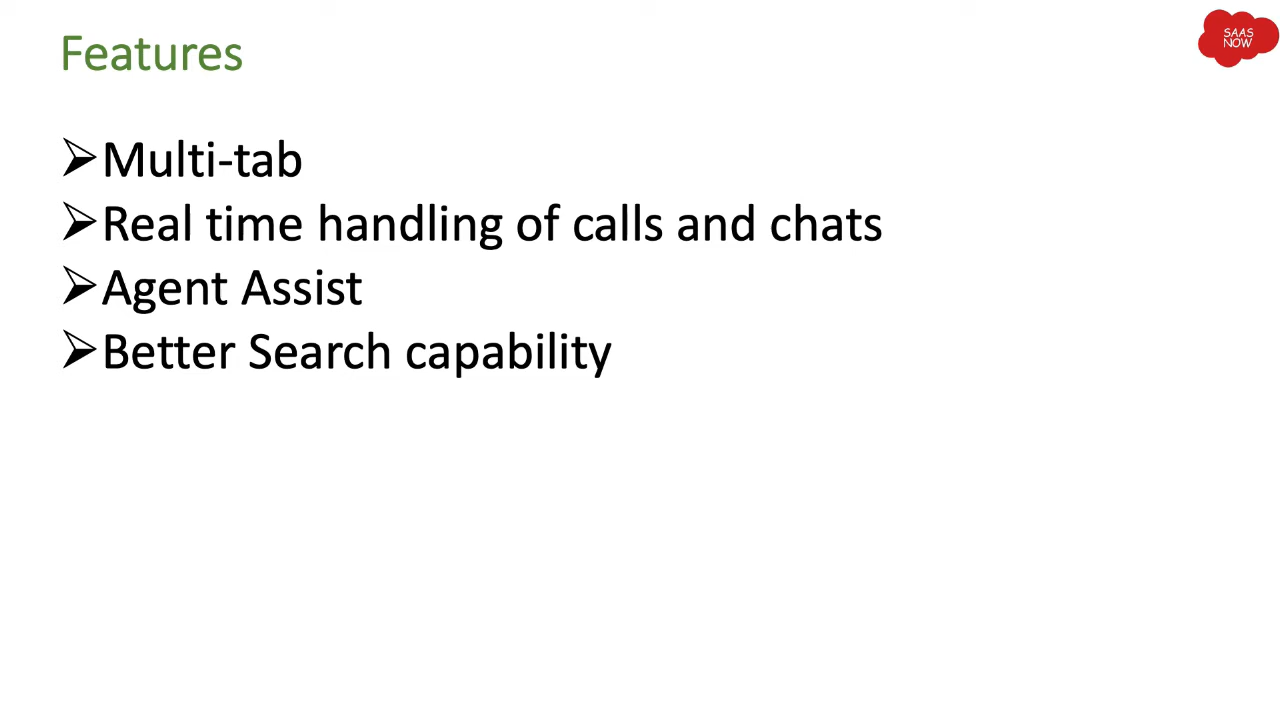 Features
SAAS
NOW
➢Multi-tab
➢Real time handling of calls and chats
➢Agent Assist
➢Better Search capability